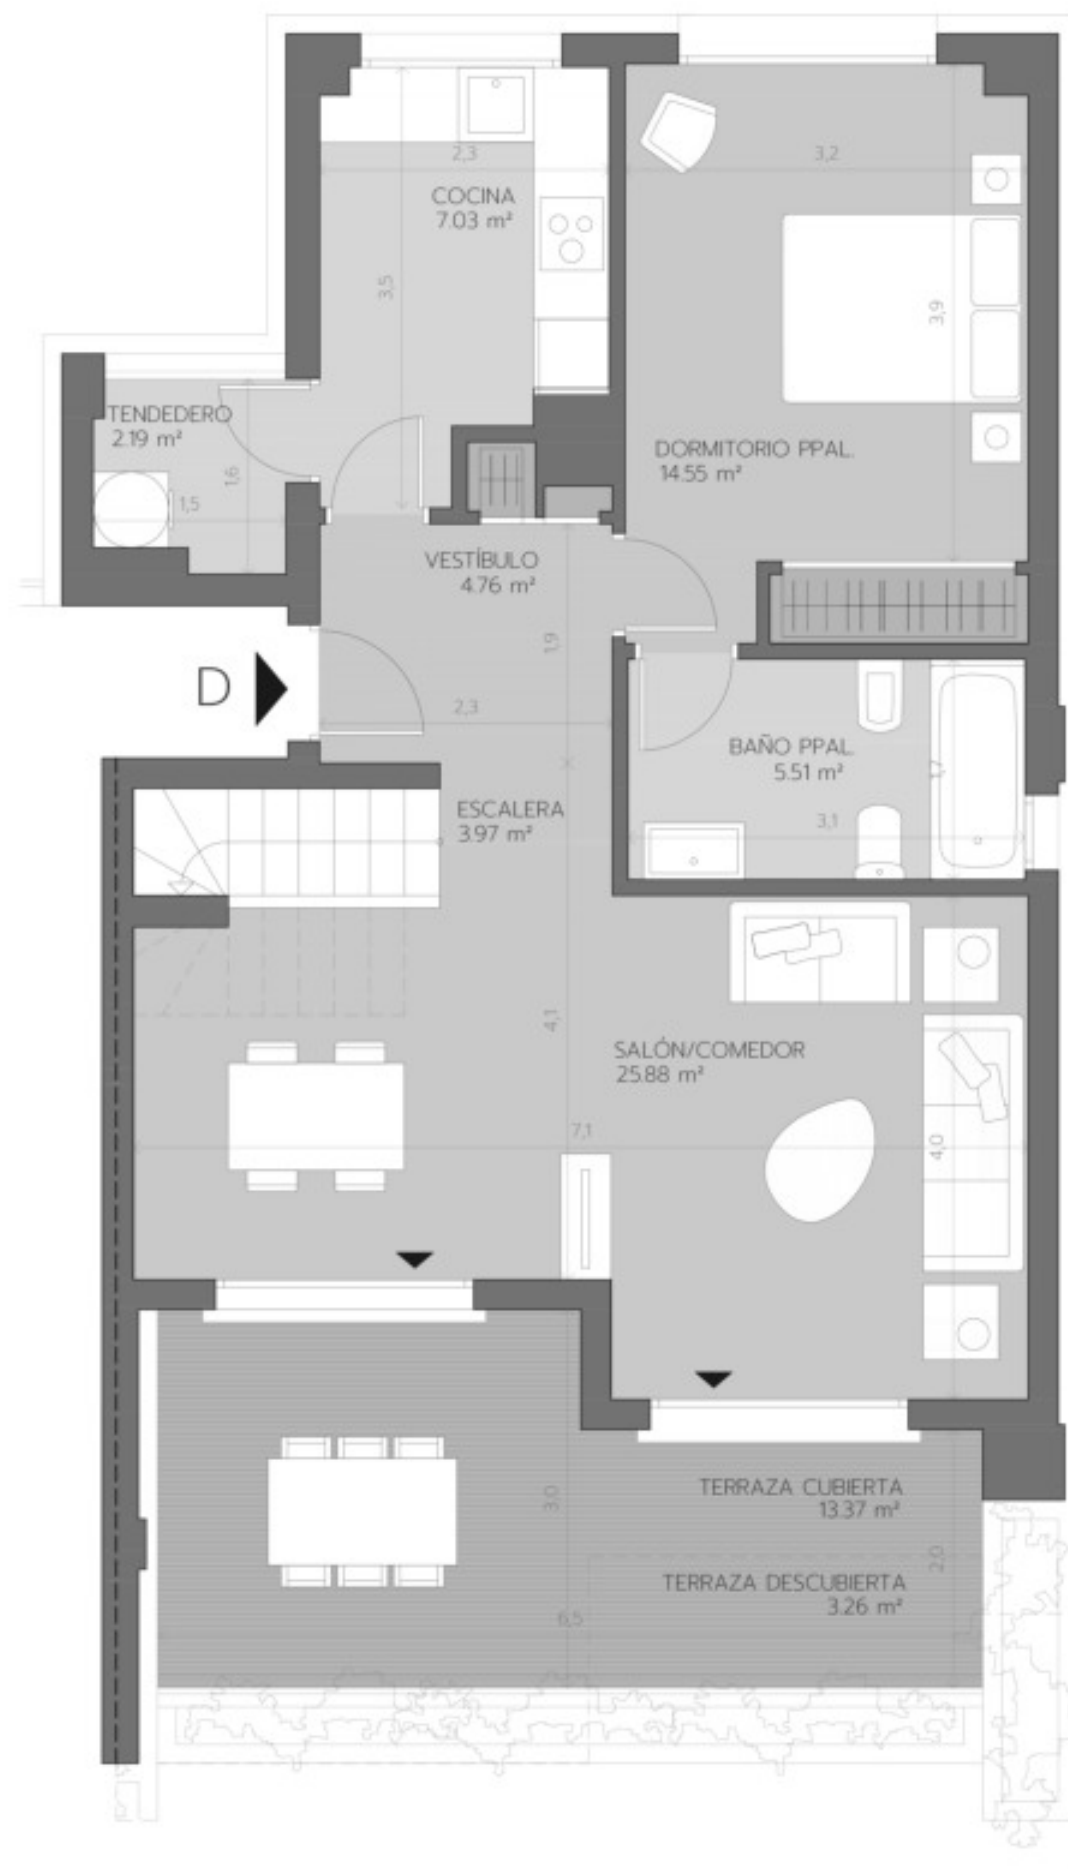 2,3
3,2
COCINA
7.03 m²
3,5
3,9
TENDEDERO
2.19 m²
1,6
1,5
DORMITORIO PPAL.
14.55 m²
VESTÍBULO
4.76 m²
1,9
D
2,3
BAÑO PPAL.
5.51 m²
1,7
3,1
ESCALERA
3.97 m²
4,1
SALÓN/COMEDOR
25.88 m²
7,1
4,0
TERRAZA CUBIERTA
13.37 m²
3,0
2,0
TERRAZA DESCUBIERTA
3.26 m²
6,5